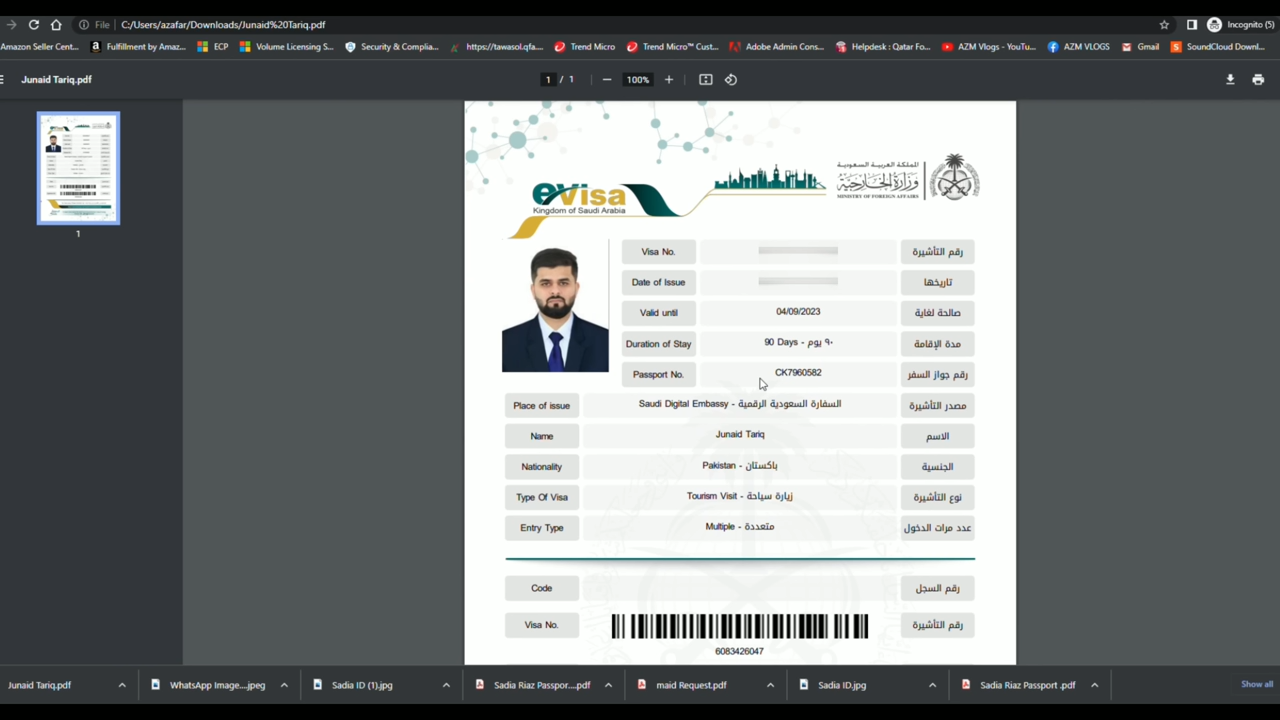 File C:/Users/azafar/Downloads/Junaid%20Tariq.pdf Incognito (5)
Amazon Seller Cent... Fulfillment by Amaz... ECP Volume Licensing S... Security & Complia... https://tawasol.qfa.... Trend Micro Trend Micro™ Cust... Adobe Admin Cons... Helpdesk : Qatar Fo... AZM Vlogs - YouTu... AZM VLOGS Gmail SoundCloud Downl...
Junaid Tariq.pdf 1 / 1 100%
1
المملكة العربية السعودية
وزارة الخارجية
MINISTRY OF FOREIGN AFFAIRS
eVisa
Kingdom of Saudi Arabia
Visa No. رقم التأشيرة
Date of Issue تاريخها
Valid until 04/09/2023 صالحة لغاية
Duration of Stay 90 Days - ٩٠ يوم مدة الإقامة
Passport No. CK7960582 رقم جواز السفر
Place of issue Saudi Digital Embassy - السفارة السعودية الرقمية مصدر التأشيرة
Name Junaid Tariq الاسم
Nationality Pakistan - باكستان الجنسية
Type Of Visa Tourism Visit - زيارة سياحة نوع التأشيرة
Entry Type Multiple - متعددة عدد مرات الدخول
Code رقم السجل
Visa No. رقم التأشيرة
6083426047
Junaid Tariq.pdf WhatsApp Image....jpeg Sadia ID (1).jpg Sadia Riaz Passpor....pdf maid Request.pdf Sadia ID.jpg Sadia Riaz Passport .pdf Show all